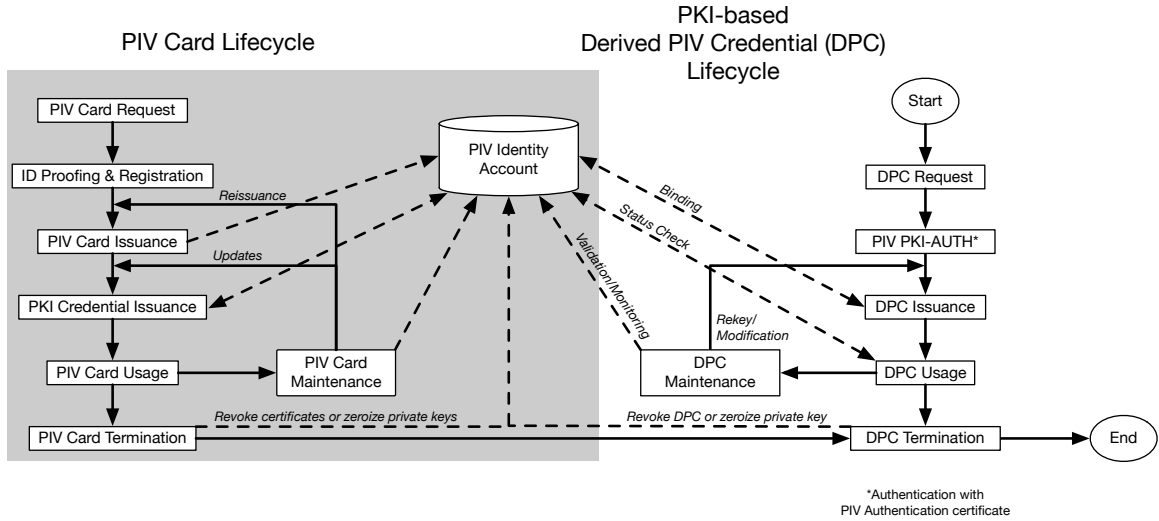 PIV Card Lifecycle
PKI-based
Derived PIV Credential (DPC)
Lifecycle
PIV Card Request
ID Proofing & Registration
Reissuance
PIV Card Issuance
Updates
PKI Credential Issuance
PIV Card Usage
PIV Card
Maintenance
Revoke certificates or zeroize private keys
PIV Card Termination
PIV Identity
Account
Binding
Status Check
Validation/Monitoring
Start
DPC Request
PIV PKI-AUTH*
DPC Issuance
Rekey/
Modification
DPC
Maintenance
DPC Usage
Revoke DPC or zeroize private key
DPC Termination
End
*Authentication with
PIV Authentication certificate